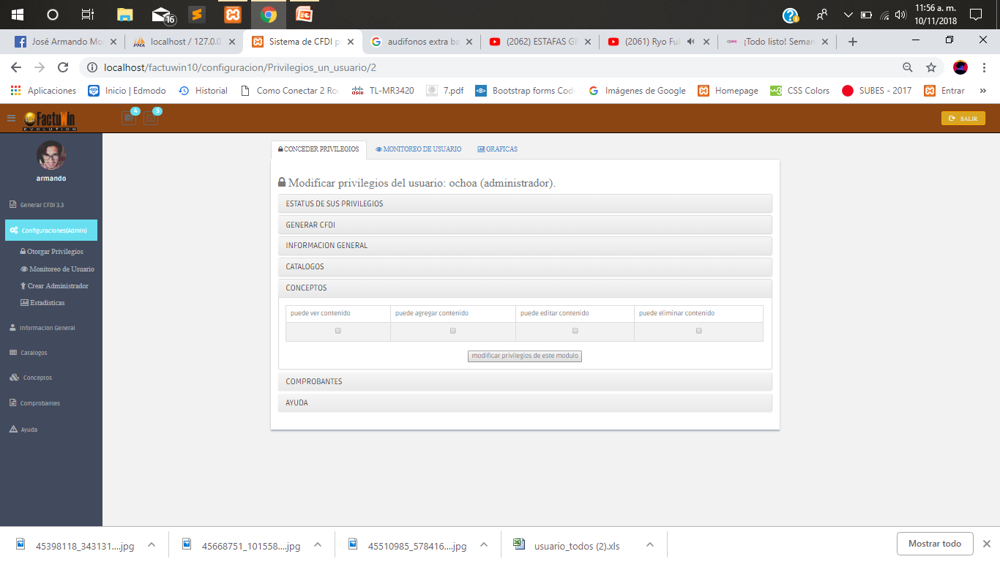 16
11:56 a. m.
10/11/2018
José Armando Mo
localhost / 127.0.0.
Sistema de CFDI p
audifonos extra ba
(2062) ESTAFAS GR
(2061) Ryo Fuk
¡Todo listo! Seman
localhost/factuwin10/configuracion/Privilegios_un_usuario/2
Aplicaciones
Inicio | Edmodo
Historial
Como Conectar 2 Rou
TL-MR3420
7.pdf
Bootstrap forms Code
Imágenes de Google
Homepage
CSS Colors
SUBES - 2017
Entrar
»
FactuWin
EVOLUTION
4
5
SALIR
armando
Generar CFDI 3.3
Configuraciones(Admin)
Otorgar Privilegios
Monitoreo de Usuario
Crear Administrador
Estadisticas
Informacion General
Catalogos
Conceptos
Comprobantes
Ayuda
CONCEDER PRIVILEGIOS
MONITOREO DE USUARIO
GRAFICAS
Modificar privilegios del usuario: ochoa (administrador).
ESTATUS DE SUS PRIVILEGIOS
GENERAR CFDI
INFORMACION GENERAL
CATALOGOS
CONCEPTOS
puede ver contenido
puede agregar contenido
puede editar contenido
puede eliminar contenido
modificar privilegios de este modulo
COMPROBANTES
AYUDA
45398118_343131....jpg
45668751_101558....jpg
45510985_578416....jpg
usuario_todos (2).xls
Mostrar todo